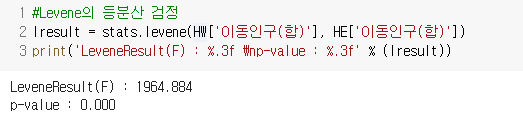 1 #Levene의 등분산 검정
2 lresult = stats.levene(HW['이동인구(합)'], HE['이동인구(합)'])
3 print('LeveneResult(F) : %.3f ₩np-value : %.3f' % (lresult))
LeveneResult(F) : 1964.884
p-value : 0.000